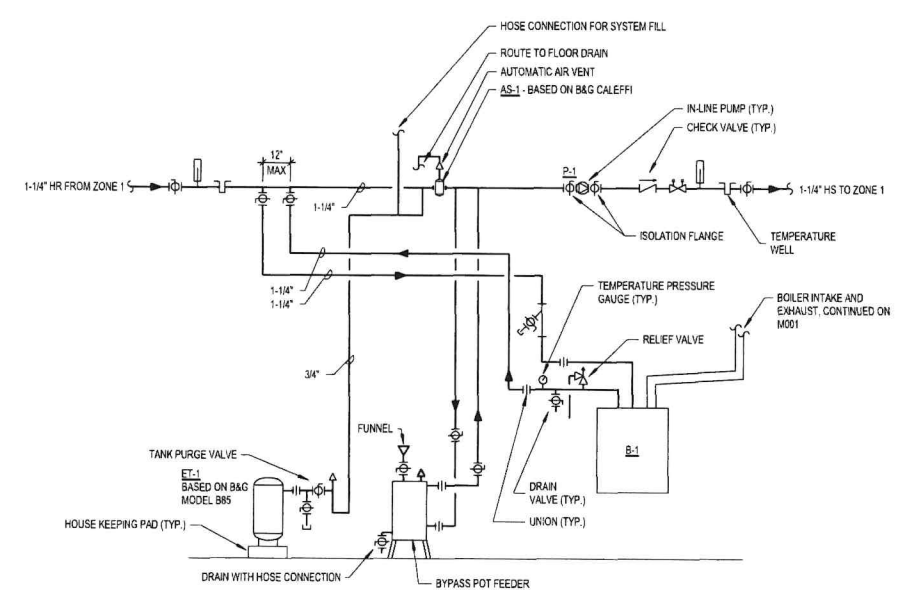 HOSE CONNECTION FOR SYSTEM FILL
ROUTE TO FLOOR DRAIN
AUTOMATIC AIR VENT
AS-1 - BASED ON B&G CALEFFI
IN-LINE PUMP (TYP.)
CHECK VALVE (TYP.)
12"
MAX
P-1
1-1/4" HR FROM ZONE 1
1-1/4" HS TO ZONE 1
1-1/4"
ISOLATION FLANGE
TEMPERATURE
WELL
1-1/4"
1-1/4"
TEMPERATURE PRESSURE
GAUGE (TYP.)
BOILER INTAKE AND
EXHAUST, CONTINUED ON
M001
RELIEF VALVE
3/4"
FUNNEL
B-1
TANK PURGE VALVE
ET-1
BASED ON B&G
MODEL B85
DRAIN
VALVE (TYP.)
UNION (TYP.)
HOUSE KEEPING PAD (TYP.)
DRAIN WITH HOSE CONNECTION
BYPASS POT FEEDER